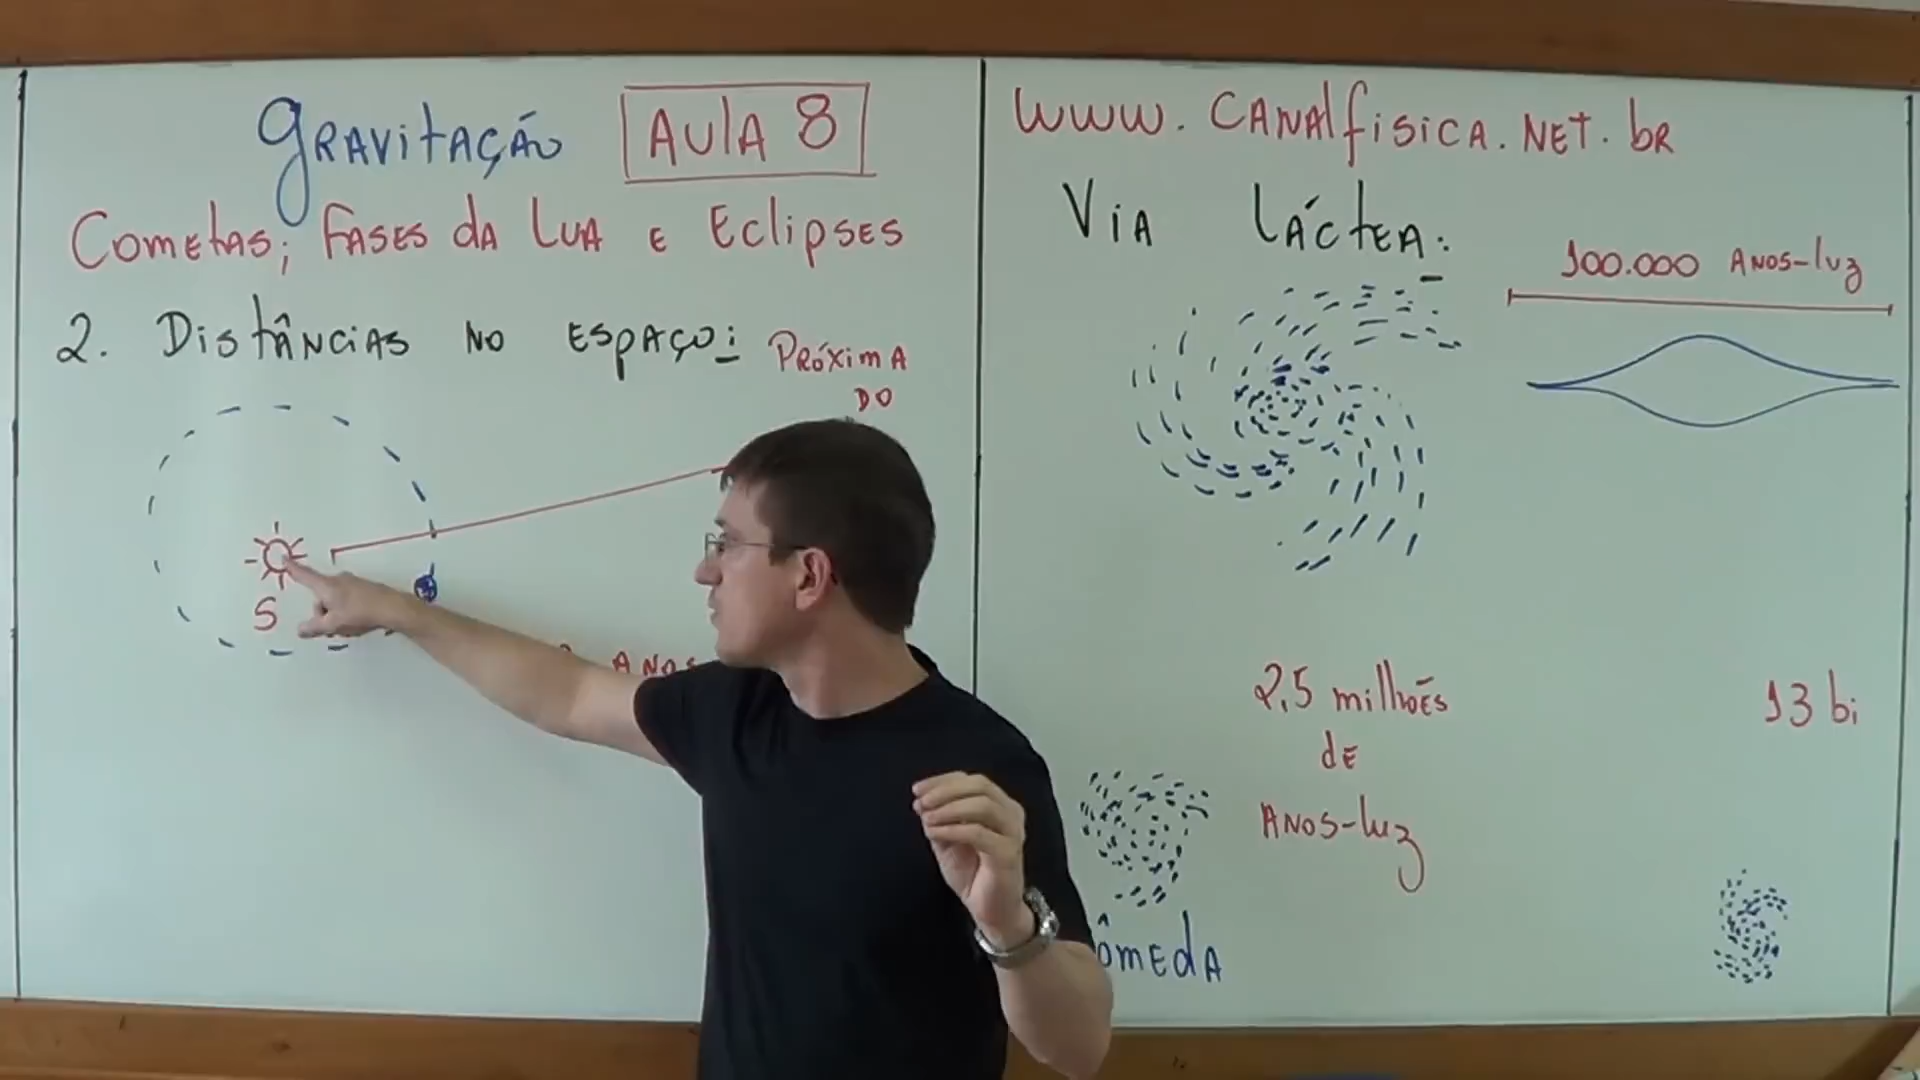 Gravitação Aula 8
Cometas; Fases da Lua e Eclipses
2. Distâncias no espaço:
Próxima
do
S
anos
www.canalfisica.net.br
Via Láctea:
100.000 anos-luz
2,5 milhões
de
anos-luz
13 bi
ômeda